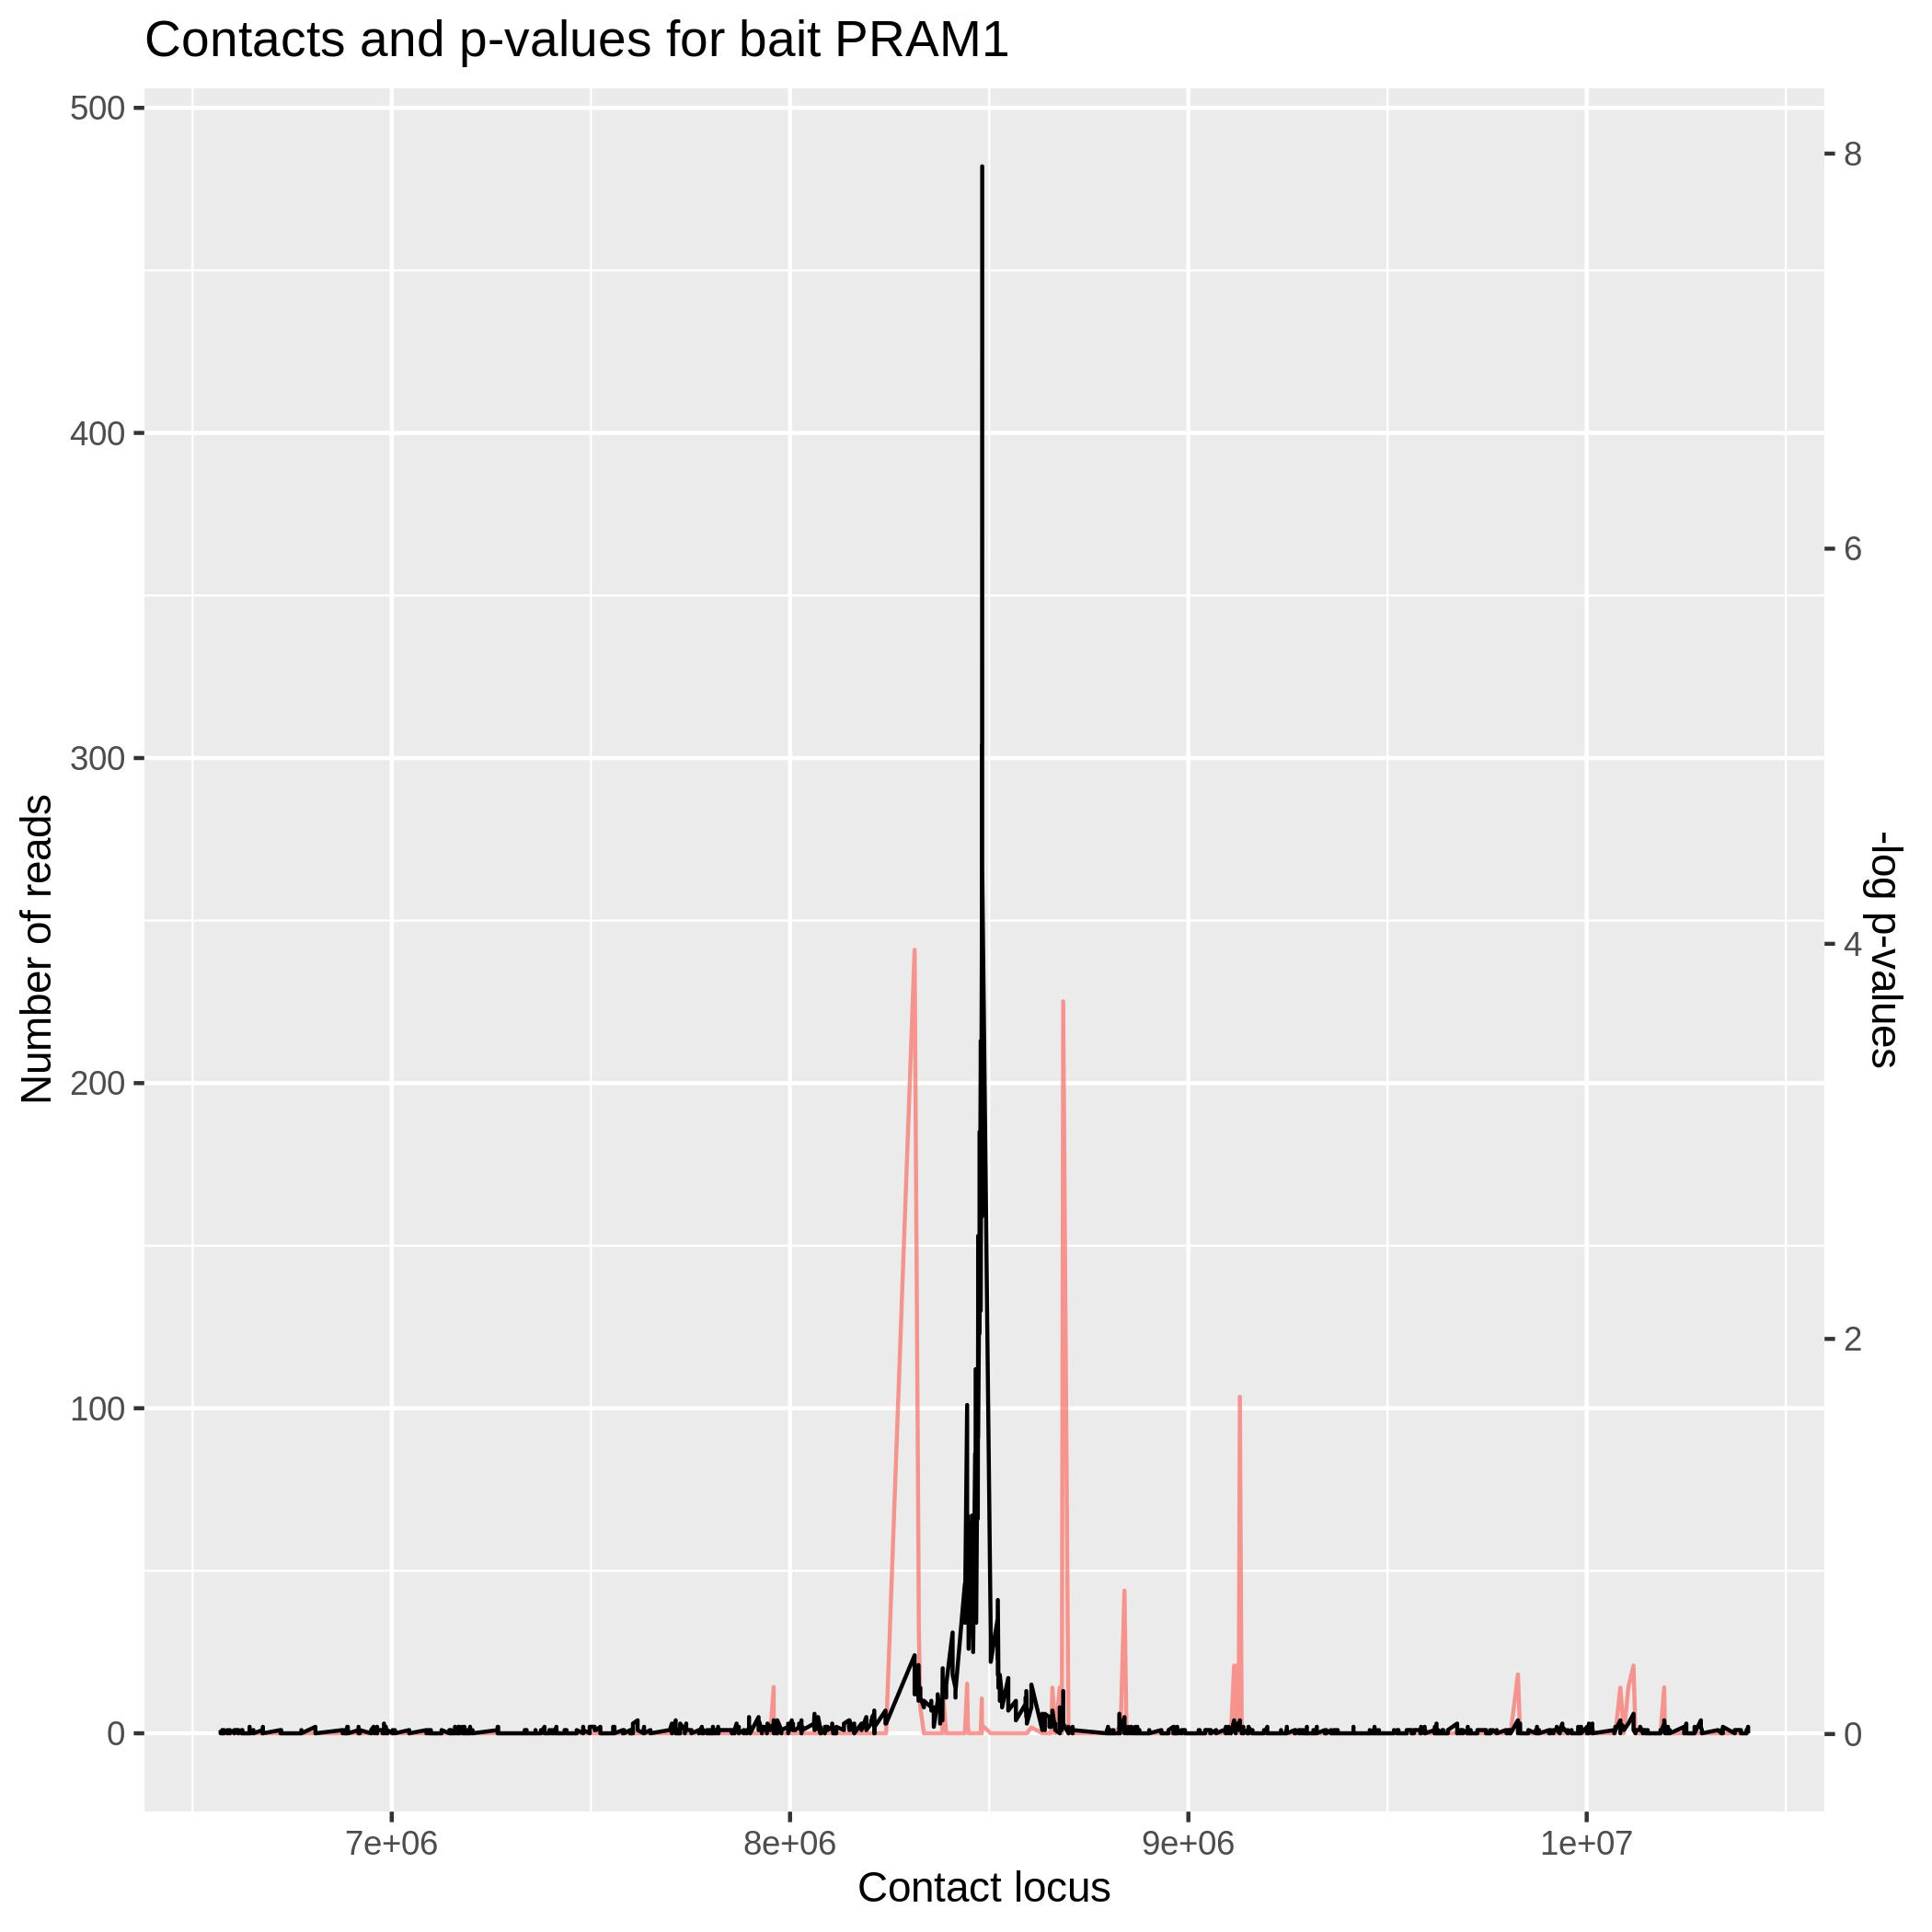 Contacts and p-values for bait PRAM1
500
400
300
200
100
0
Number of reads
8
6
4
2
0
-log p-values
7e+06
8e+06
9e+06
1e+07
Contact locus